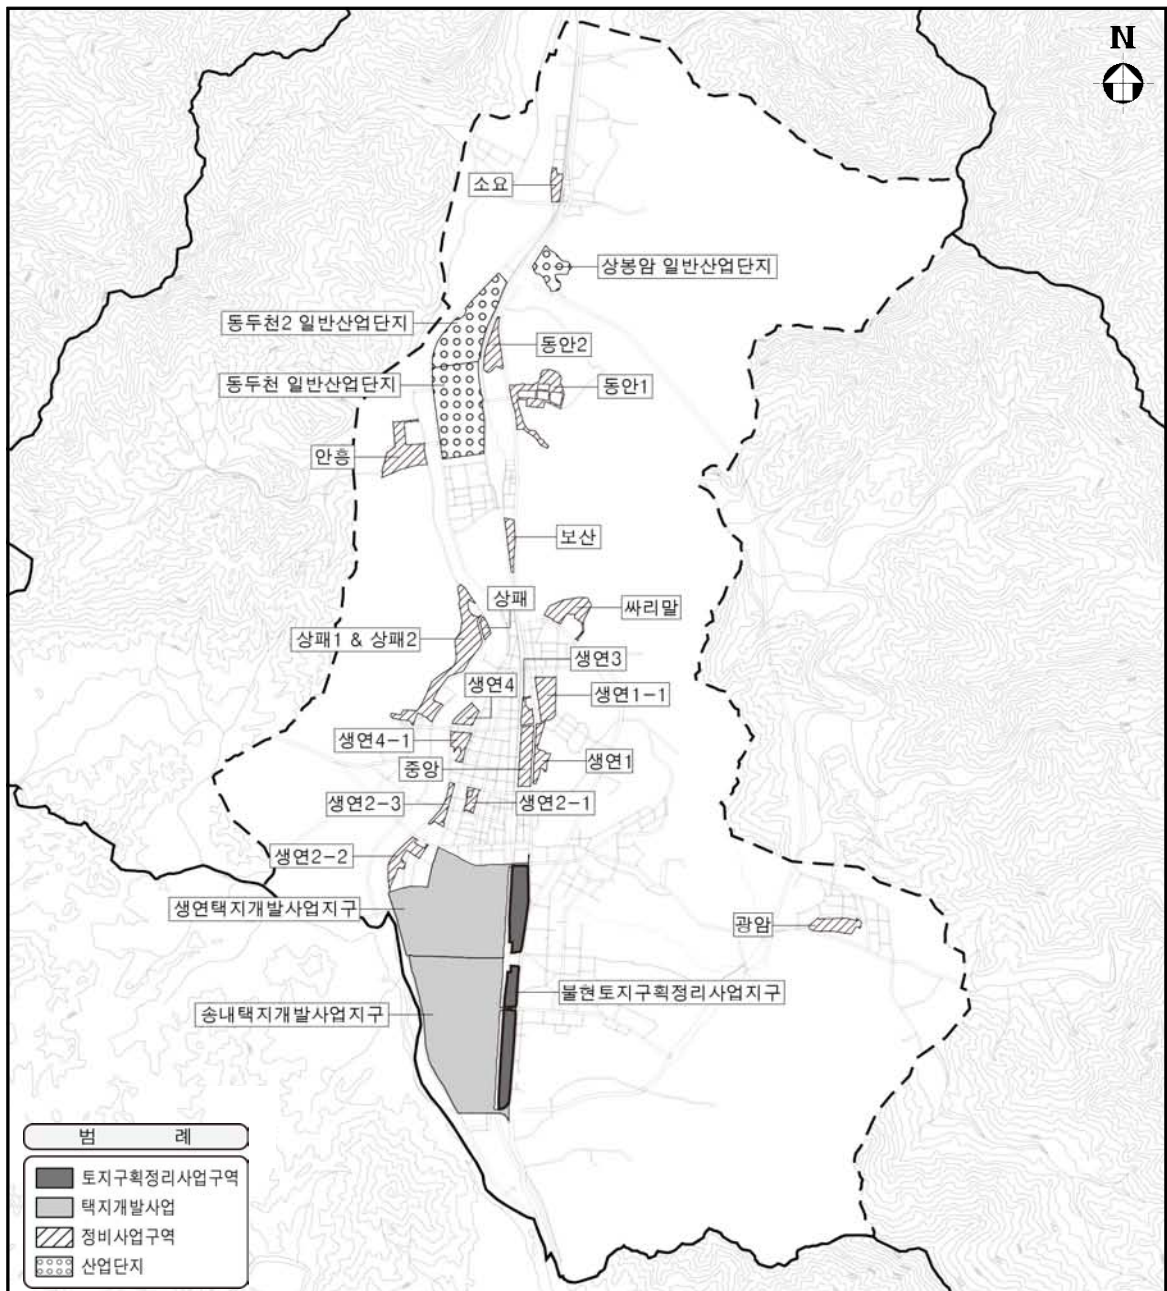 N
소요
상봉암 일반산업단지
동두천2 일반산업단지
동안2
동두천 일반산업단지
동안1
안흥
보산
상패
싸리말
상패1 & 상패2
생연3
생연4
생연1-1
생연4-1
중앙
생연1
생연2-3
생연2-1
생연2-2
생연택지개발사업지구
광암
불현토지구획정리사업지구
송내택지개발사업지구
범 례
토지구획정리사업구역
택지개발사업
정비사업구역
산업단지